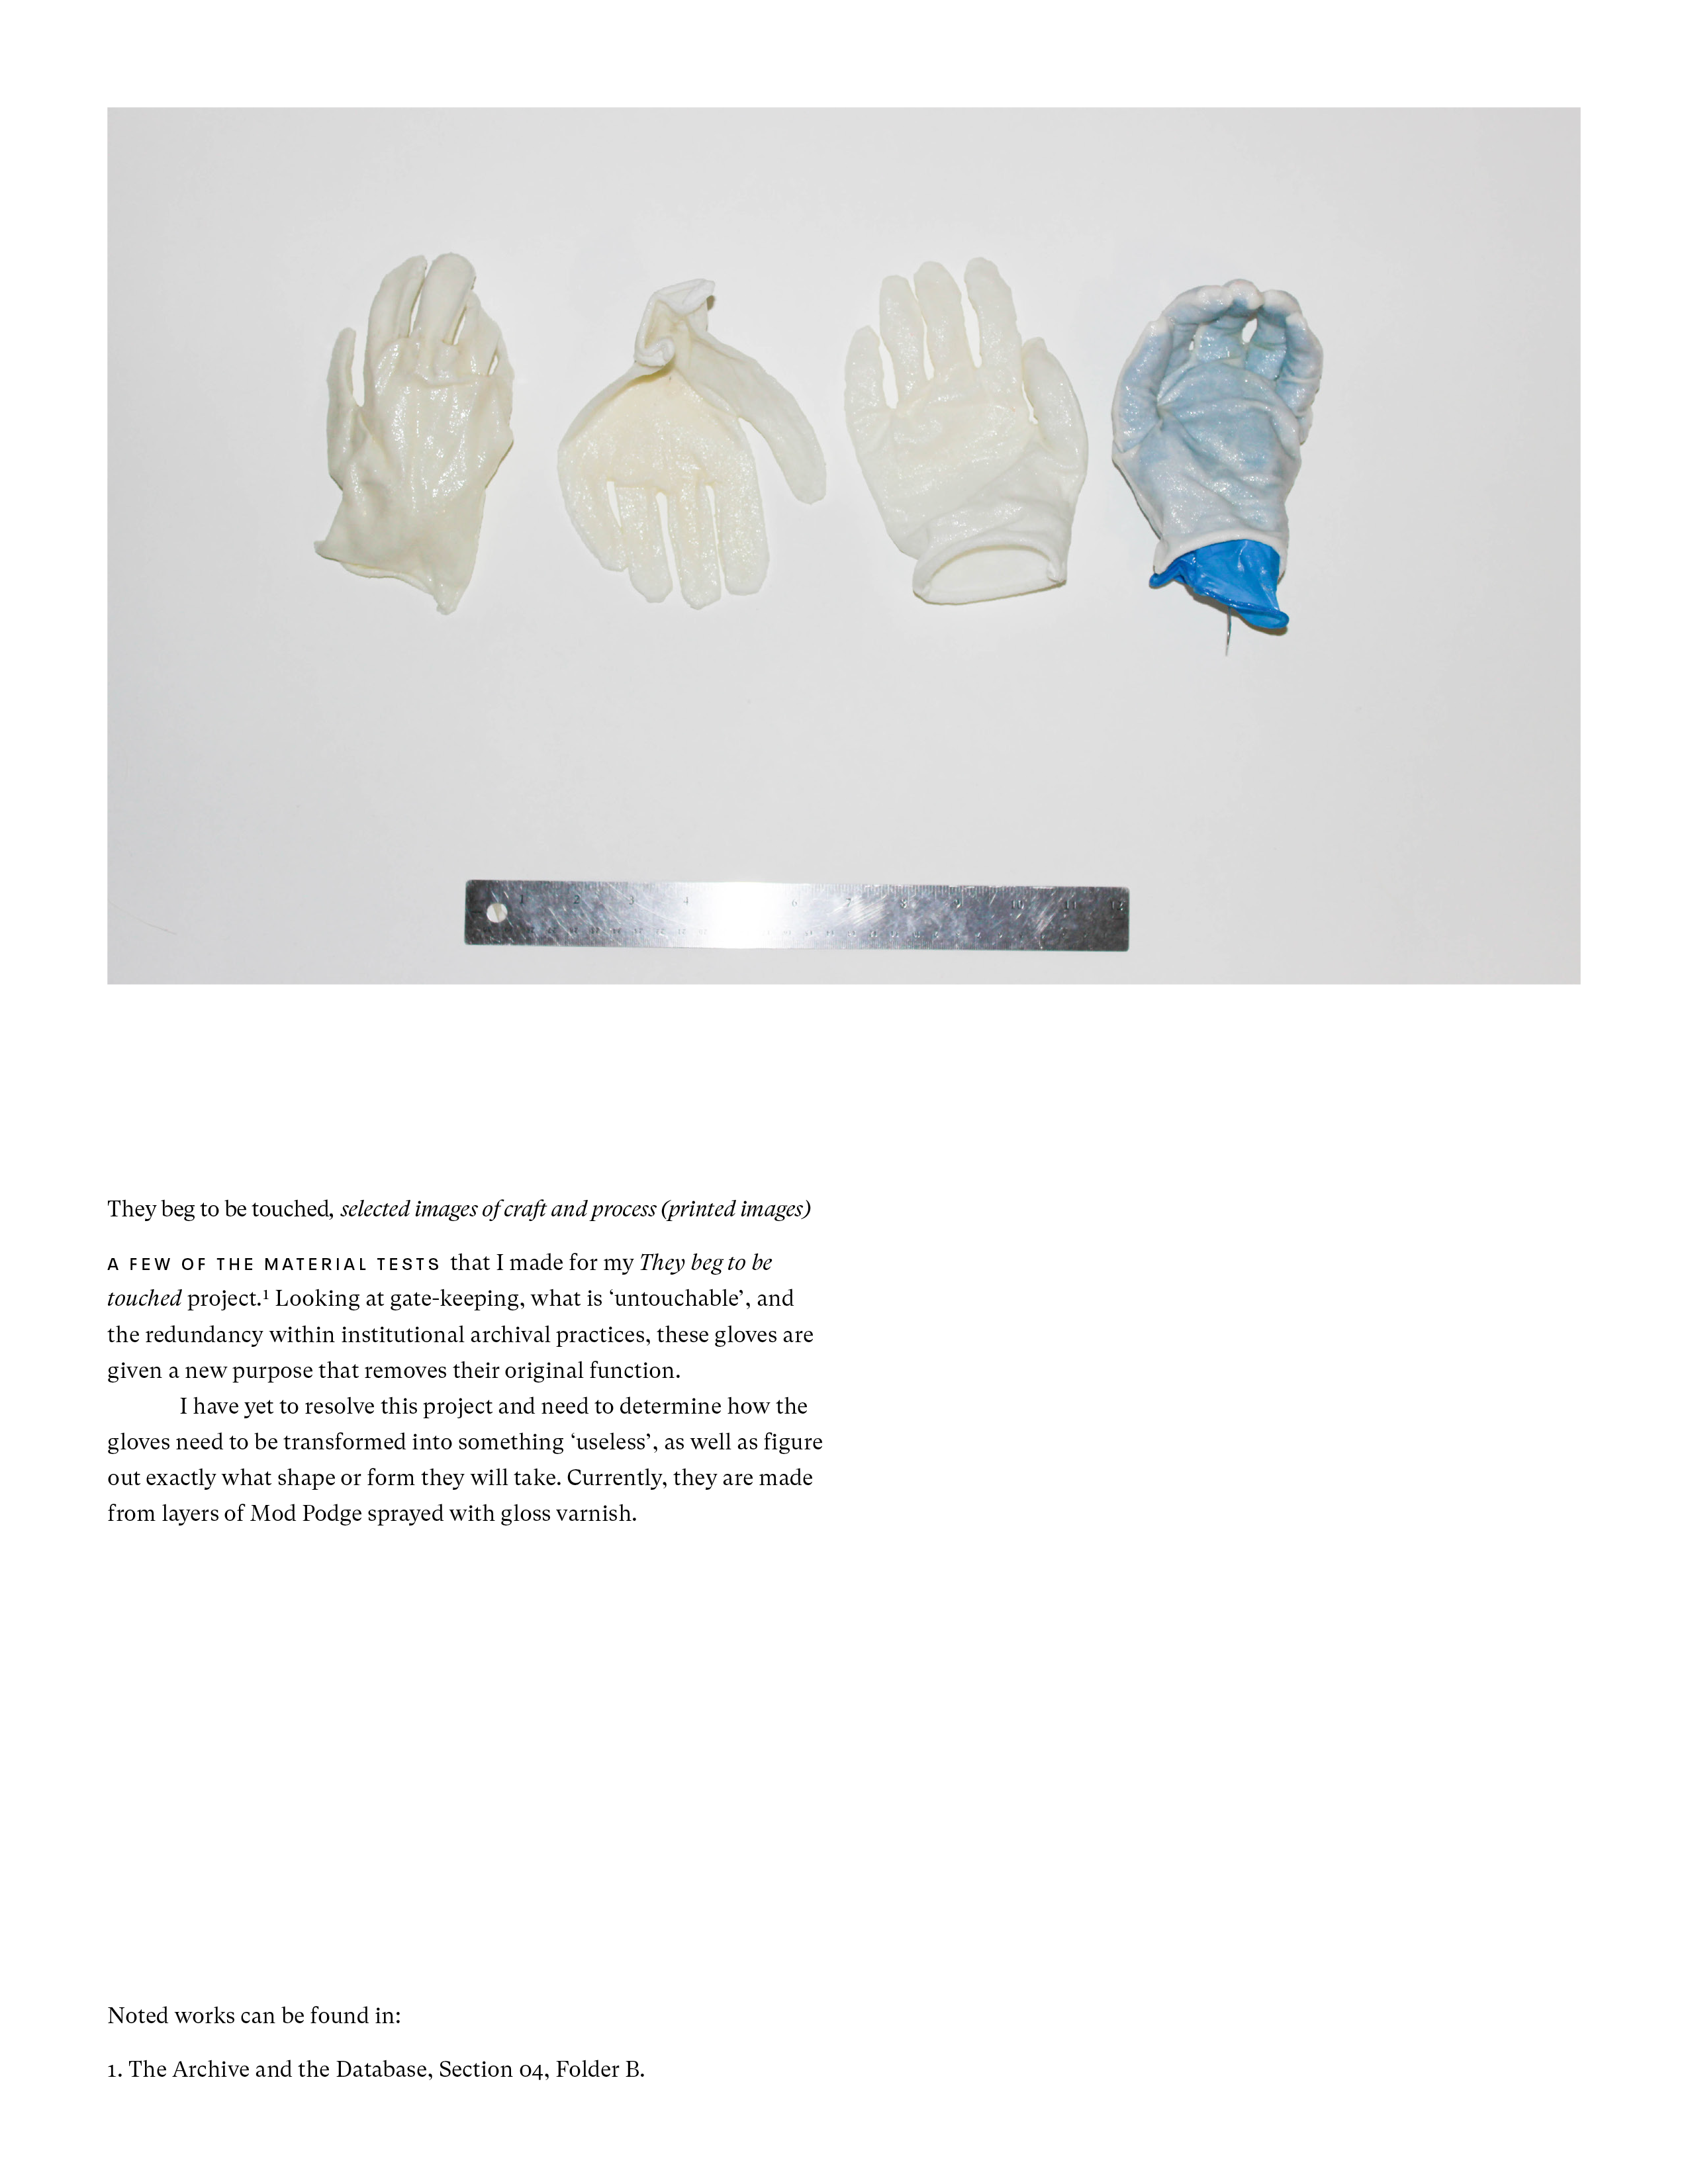 1 2 3 4 6 7 8 9 10 11 12
They beg to be touched, selected images of craft and process (printed images)
A FEW OF THE MATERIAL TESTS that I made for my They beg to be
touched project.¹ Looking at gate-keeping, what is ‘untouchable’, and
the redundancy within institutional archival practices, these gloves are
given a new purpose that removes their original function.
I have yet to resolve this project and need to determine how the
gloves need to be transformed into something ‘useless’, as well as figure
out exactly what shape or form they will take. Currently, they are made
from layers of Mod Podge sprayed with gloss varnish.
Noted works can be found in:
1. The Archive and the Database, Section 04, Folder B.